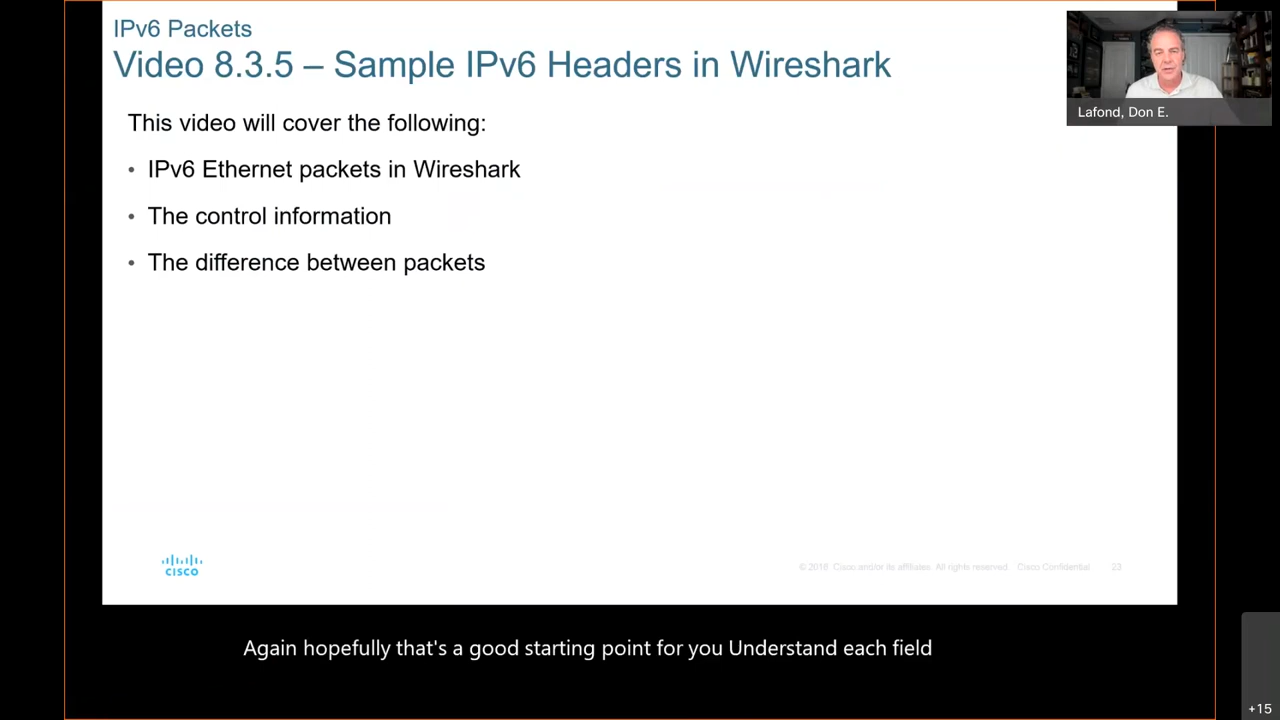 IPv6 Packets
Video 8.3.5 – Sample IPv6 Headers in Wireshark
This video will cover the following:
• IPv6 Ethernet packets in Wireshark
• The control information
• The difference between packets
Lafond, Don E.
CISCO
© 2016 Cisco and/or its affiliates. All rights reserved. Cisco Confidential 23
Again hopefully that's a good starting point for you Understand each field
+15